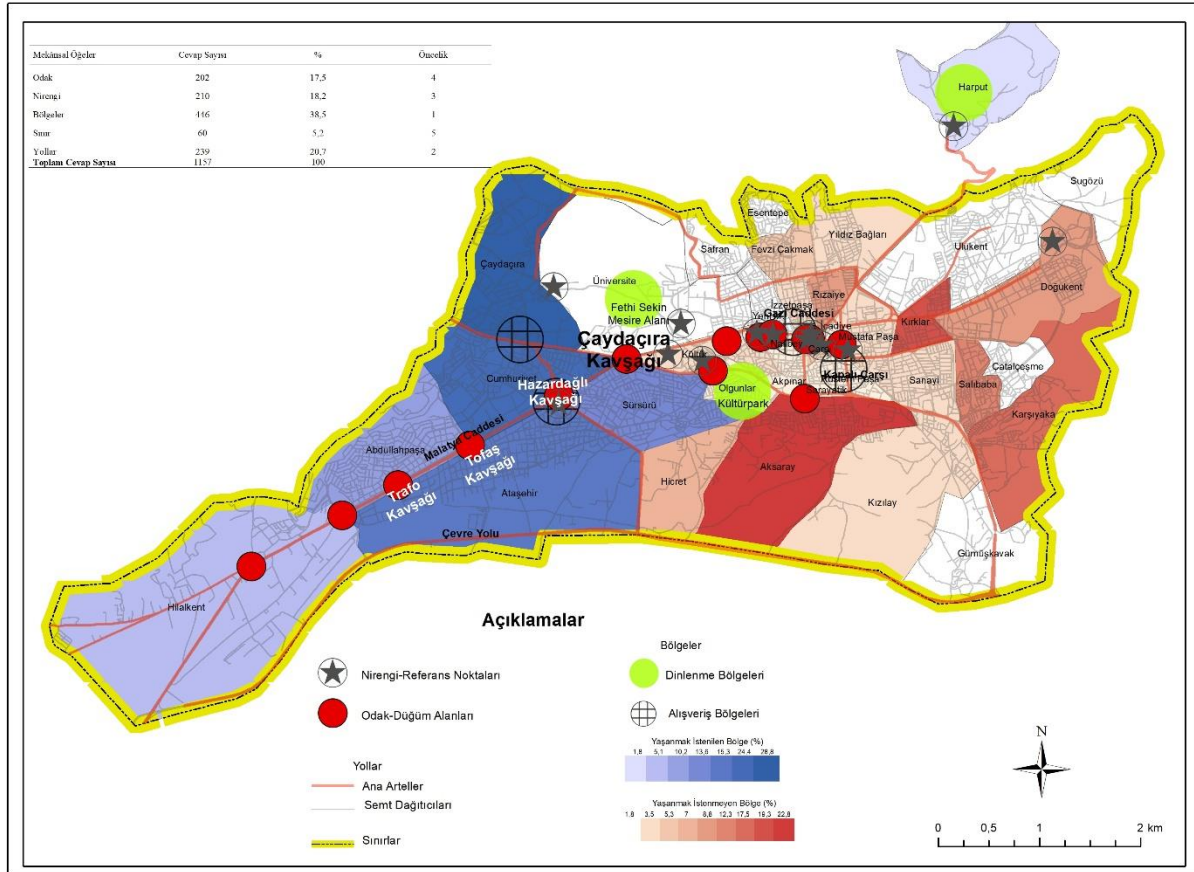 Mekânsal Öğeler Cevap Sayısı % Öncelik
Odak 202 17,5 4
Nirengi 210 18,2 3
Bölgeler 446 38,5 1
Sınır 60 5,2 5
Yollar 239 20,7 2
Toplam Cevap Sayısı 1157 100
Harput
Sugözü
Esentepe
Yıldız Bağları
Safran
Fevzi Çakmak
Ulukent
Çaydaçıra
Üniversite
Doğukent
Fethi Sekin
Mesire Alanı
İzzetpaşa
Rızaiye
Gazi Caddesi
Kırklar
Mustafa Paşa
Çaydaçıra
Kavşağı
Kültür
Nailbey
Çarşı
Çatalçeşme
Cumhuriyet
Kapalı Çarşı
Hazardağlı
Kavşağı
Sürsürü
Olgunlar
Akpınar
Rüstem Paşa
Sanayi
Salıbaba
Kültürpark
Sarayatik
Karşıyaka
Abdullahpaşa
Malatya Caddesi
Tofaş
Kavşağı
Aksaray
Trafo
Kavşağı
Ataşehir
Hicret
Kızılay
Çevre Yolu
Gümüşkavak
Hilalkent
Açıklamalar
Nirengi-Referans Noktaları
Odak-Düğüm Alanları
Yollar
Ana Arteller
Semt Dağıtıcıları
Sınırlar
Bölgeler
Dinlenme Bölgeleri
Alışveriş Bölgeleri
Yaşanmak İstenilen Bölge (%)
1,8 5,1 10,2 13,8 15,3 24,4 28,8
Yaşanmak İstenmeyen Bölge (%)
1,8 3,5 5,3 7 8,8 12,3 17,5 19,3 22,8
N
0 0,5 1 2 km